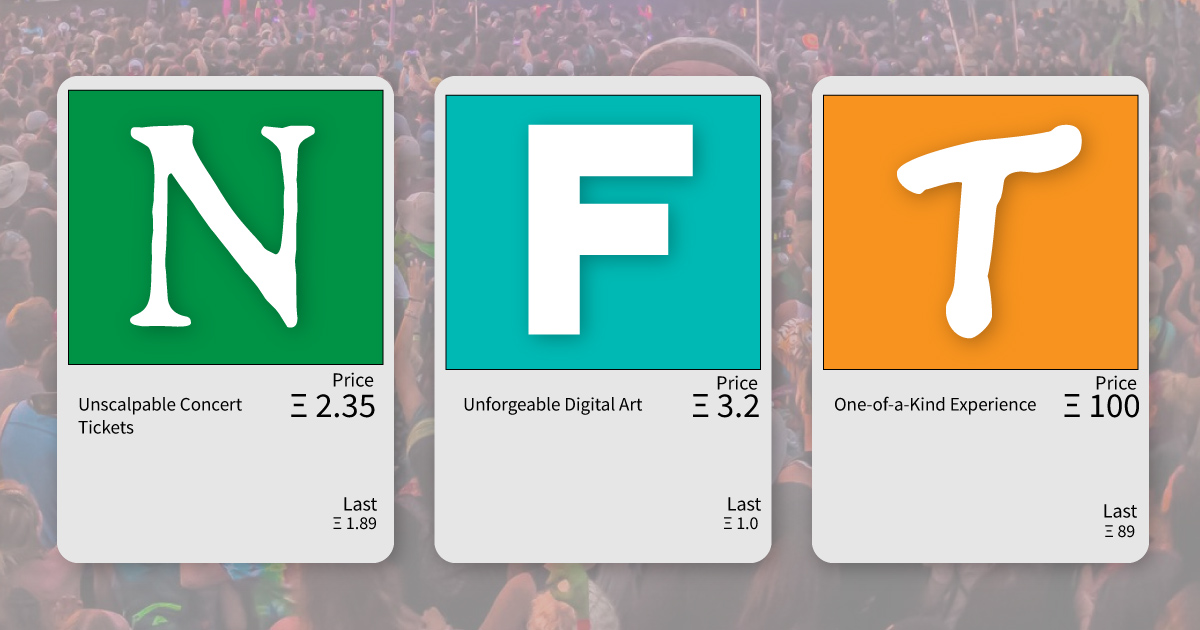 N
Price
Unscalpable Concert
Tickets
Ξ 2.35
Last
Ξ 1.89
F
Price
Unforgeable Digital Art
Ξ 3.2
Last
Ξ 1.0
T
Price
One-of-a-Kind Experience
Ξ 100
Last
Ξ 89